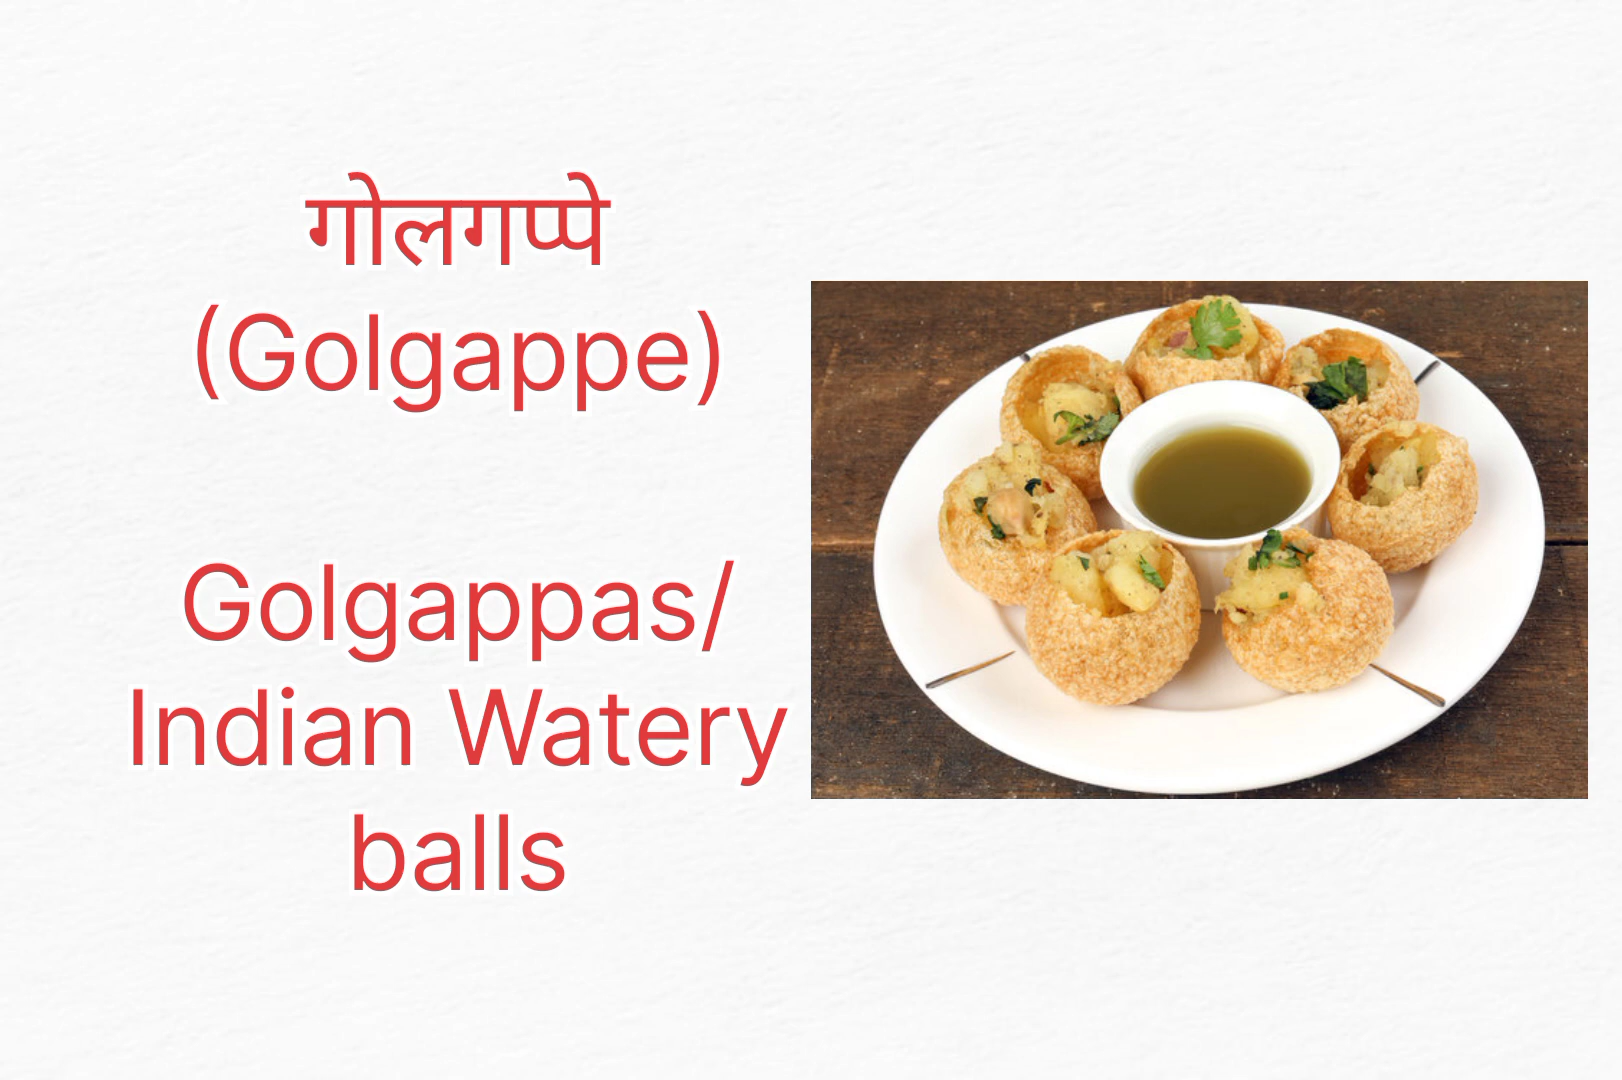 गोलगप्पे
(Golgappe)
Golgappas/
Indian Watery
balls